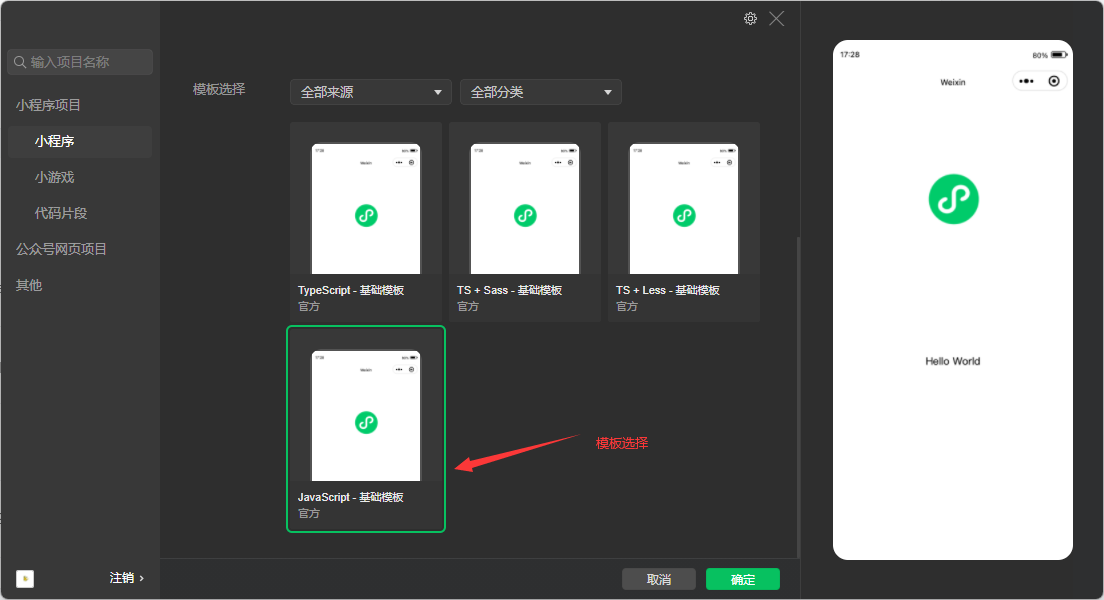 输入项目名称
小程序项目
小程序
小游戏
代码片段
公众号网页项目
其他
注销 ›
模板选择
全部来源
全部分类
17:28
Weixin
17:28
Weixin
17:28
Weixin
TypeScript - 基础模板
官方
TS + Sass - 基础模板
官方
TS + Less - 基础模板
官方
17:28
Weixin
JavaScript - 基础模板
官方
模板选择
取消
确定
17:28
80%
Weixin
Hello World